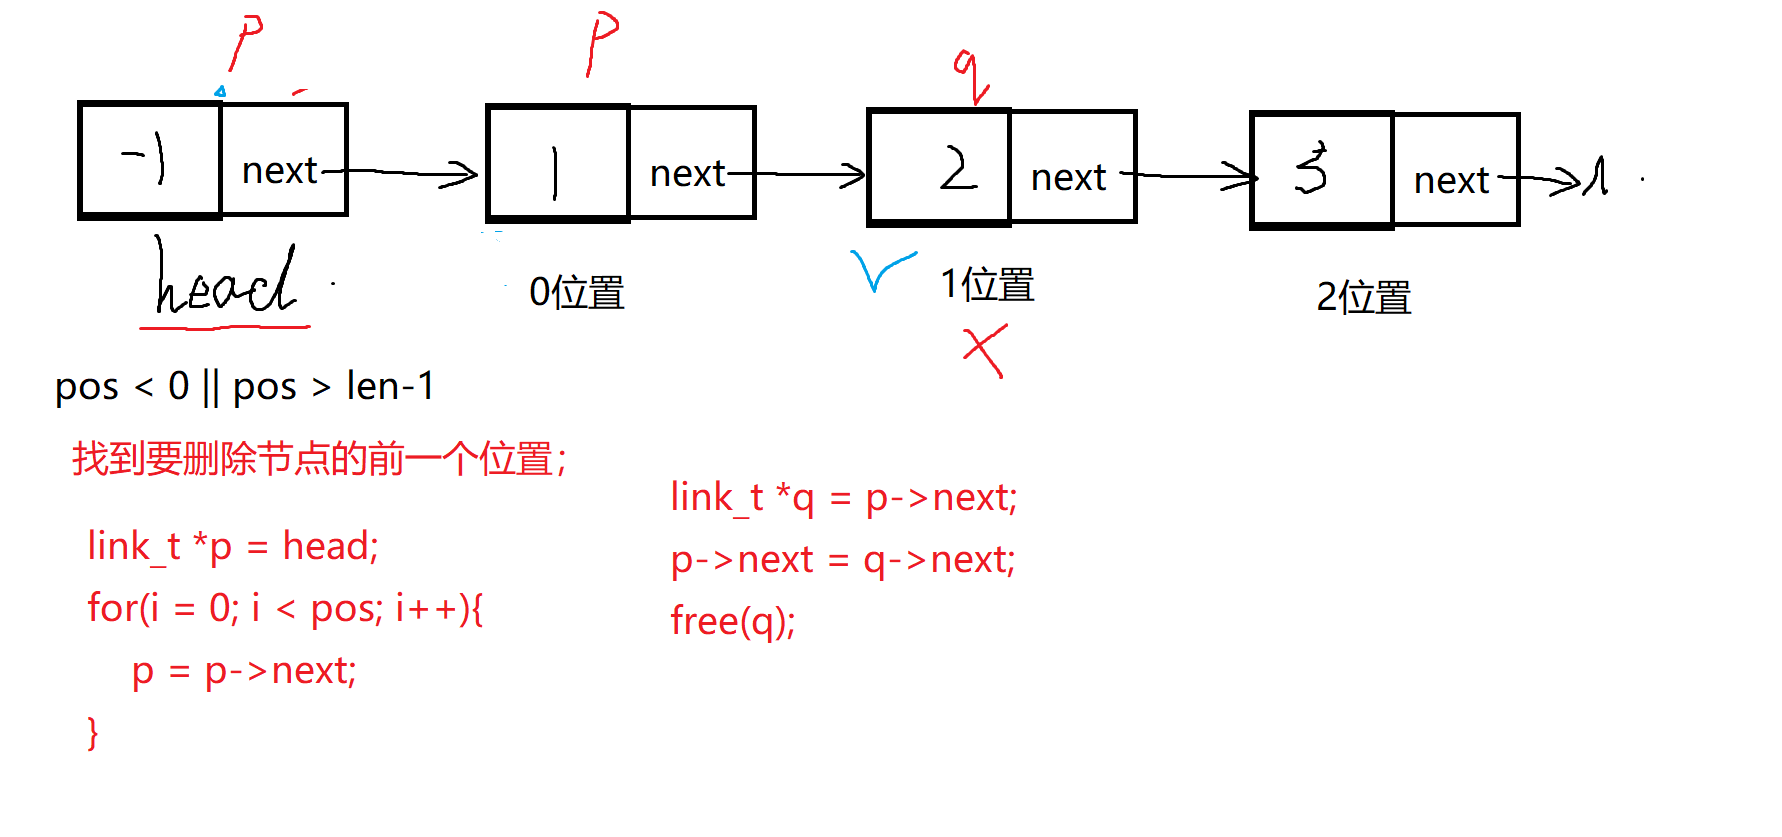 p p q
-1 next 1 next 2 next 3 next
head 0位置 1位置 2位置
pos < 0 || pos > len-1
找到要删除节点的前一个位置；
link_t *p = head;
for(i = 0; i < pos; i++){
p = p->next;
}
link_t *q = p->next;
p->next = q->next;
free(q);